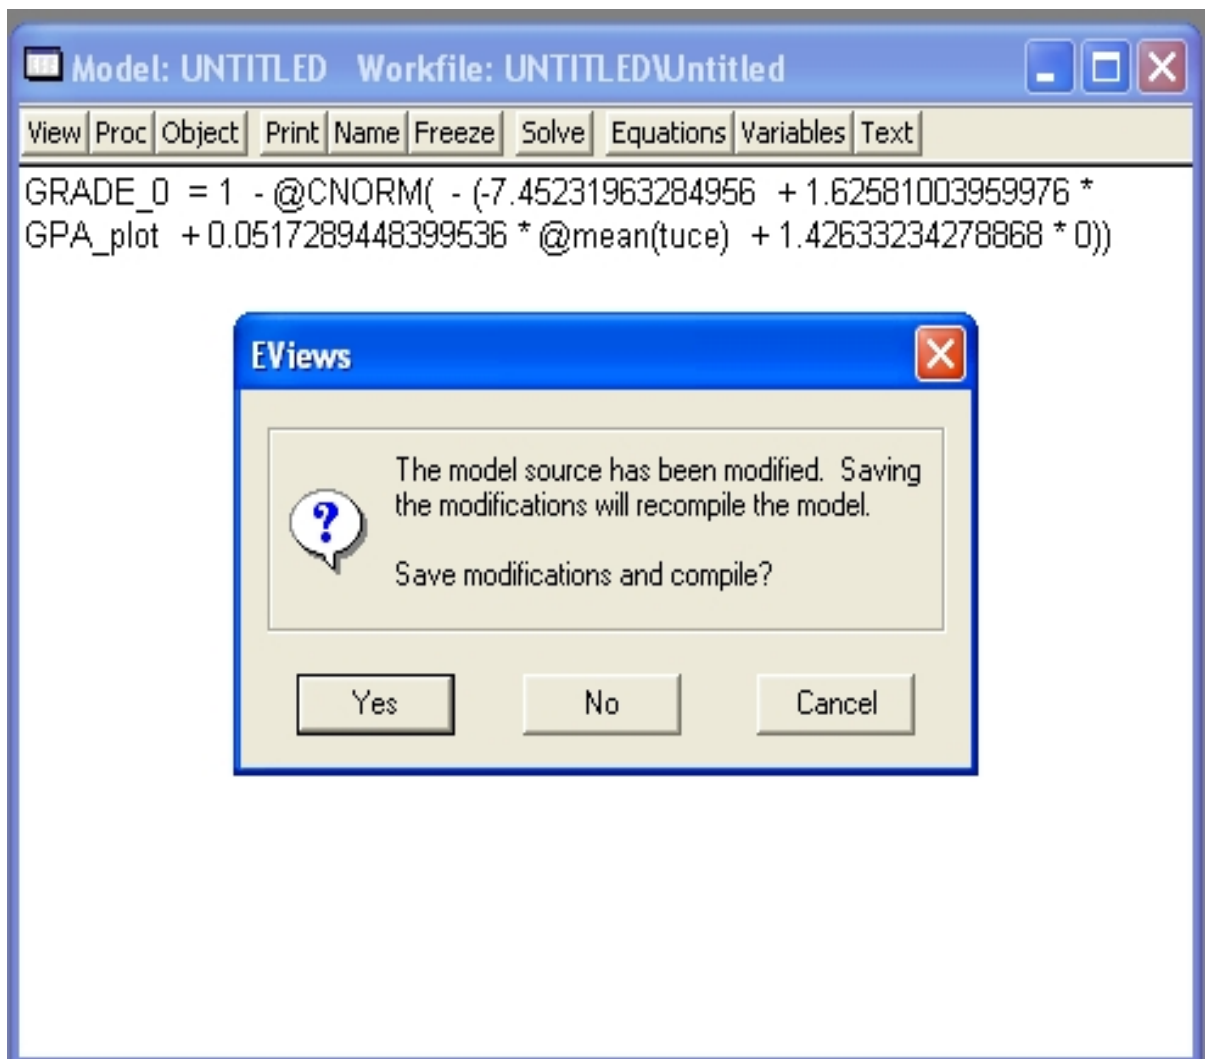 Model: UNTITLED Workfile: UNTITLED\Untitled
View Proc Object Print Name Freeze Solve Equations Variables Text
GRADE_0 = 1 - @CNORM( - (-7.45231963284956 + 1.62581003959976 *
GPA_plot + 0.0517289448399536 * @mean(tuce) + 1.42633234278868 * 0))
EViews
The model source has been modified. Saving
the modifications will recompile the model.
Save modifications and compile?
Yes No Cancel